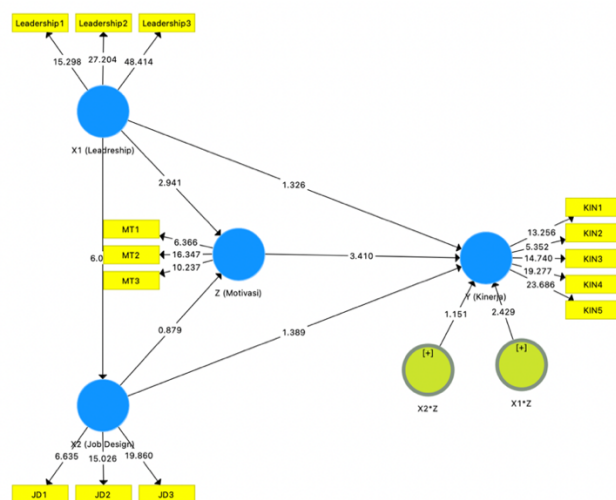 Leadership1 Leadership2 Leadership3
15.298 27.204 48.414
X1 (Leadreship)
2.941 1.326
MT1
6.366
MT2 16.347
MT3 10.237
6.0
3.410
Z (Motivasi)
KIN1
13.256
KIN2
5.352
14.740 KIN3
19.277
KIN4
23.686
KIN5
Y (Kinerja)
0.879 1.389
1.151 2.429
[+] [+]
X2*Z X1*Z
X2 (Job Design)
6.635 15.026 19.860
JD1 JD2 JD3